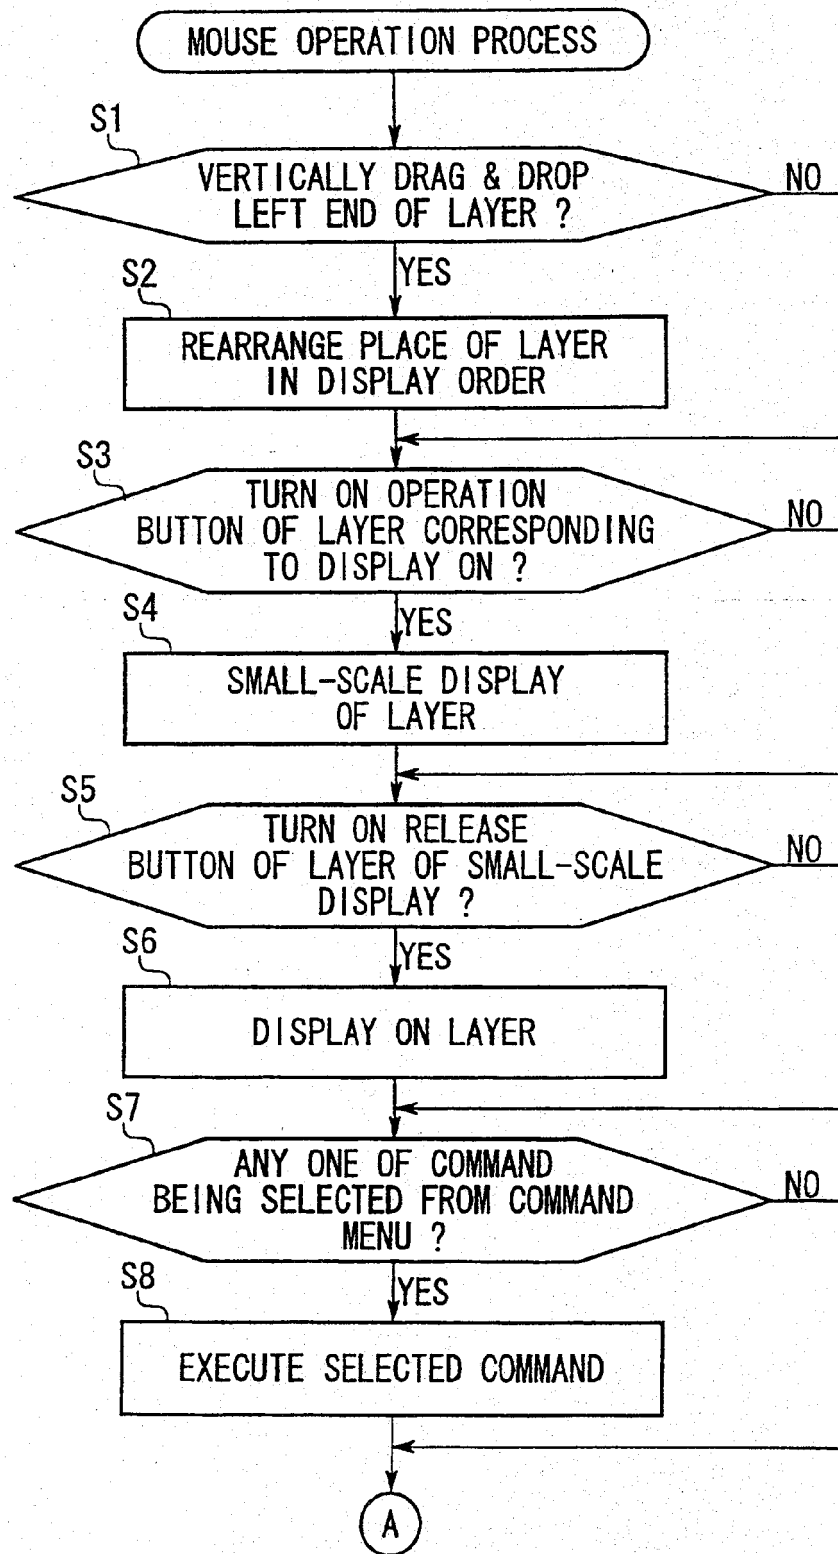 MOUSE OPERATION PROCESS
S1
VERTICALLY DRAG & DROP
LEFT END OF LAYER ?
NO
YES
S2
REARRANGE PLACE OF LAYER
IN DISPLAY ORDER
S3
TURN ON OPERATION
BUTTON OF LAYER CORRESPONDING
TO DISPLAY ON ?
NO
YES
S4
SMALL-SCALE DISPLAY
OF LAYER
S5
TURN ON RELEASE
BUTTON OF LAYER OF SMALL-SCALE
DISPLAY ?
NO
YES
S6
DISPLAY ON LAYER
S7
ANY ONE OF COMMAND
BEING SELECTED FROM COMMAND
MENU ?
NO
YES
S8
EXECUTE SELECTED COMMAND
A